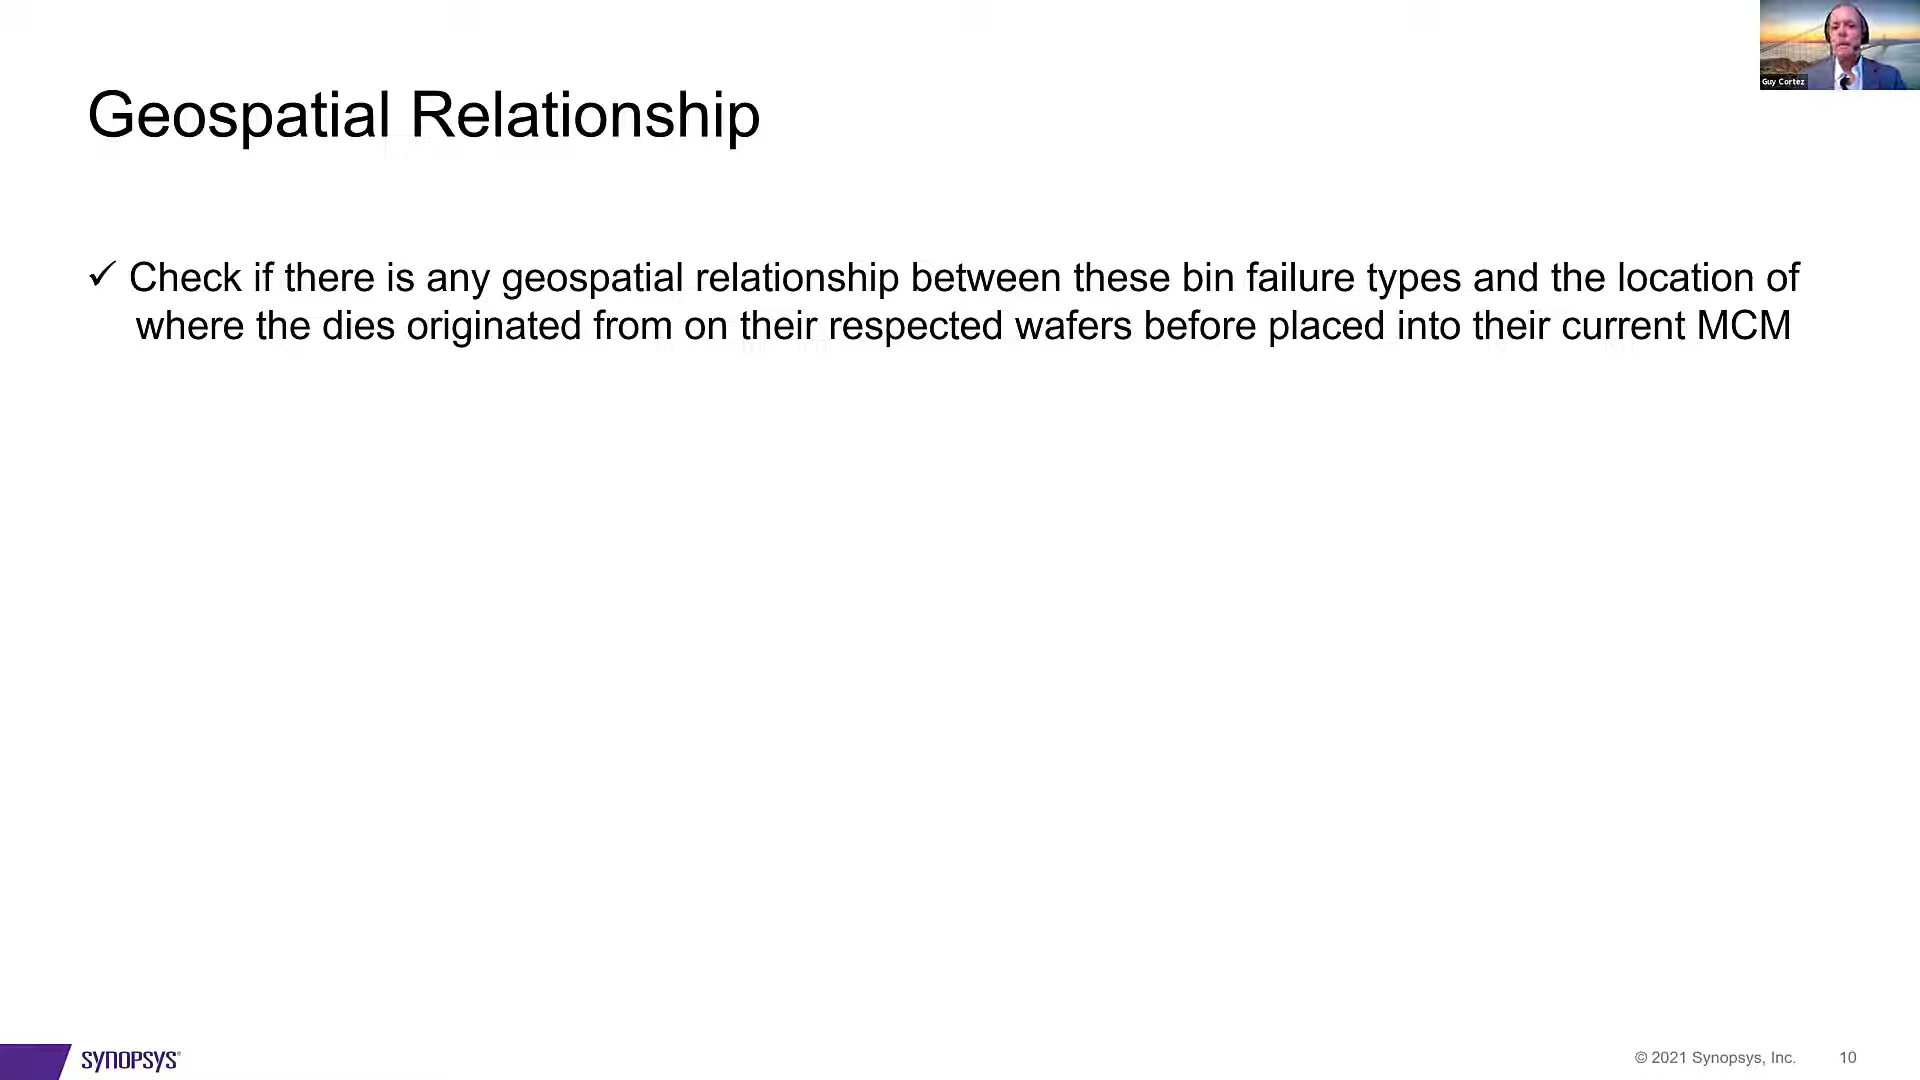 Guy Cortez
Geospatial Relationship
✓ Check if there is any geospatial relationship between these bin failure types and the location of
where the dies originated from on their respected wafers before placed into their current MCM
SYNOPSYS®
© 2021 Synopsys, Inc. 10